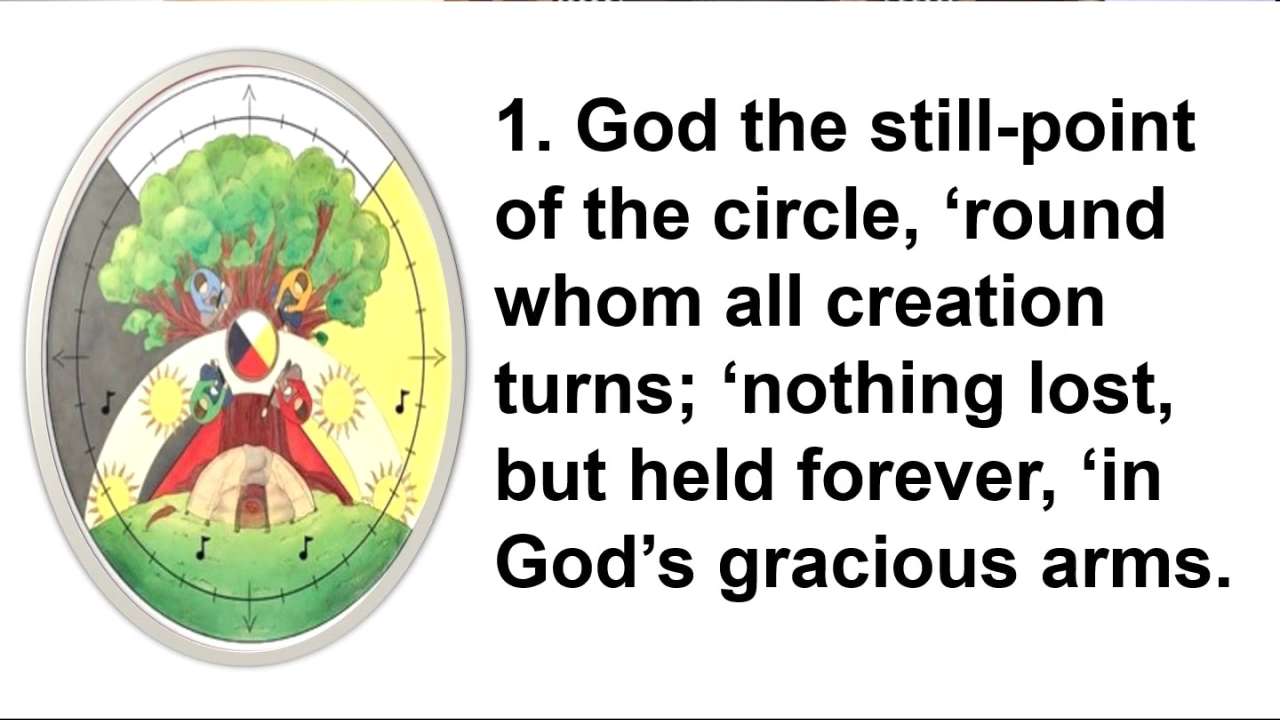 1. God the still-point
of the circle, ‘round
whom all creation
turns; ‘nothing lost,
but held forever, ‘in
God’s gracious arms.